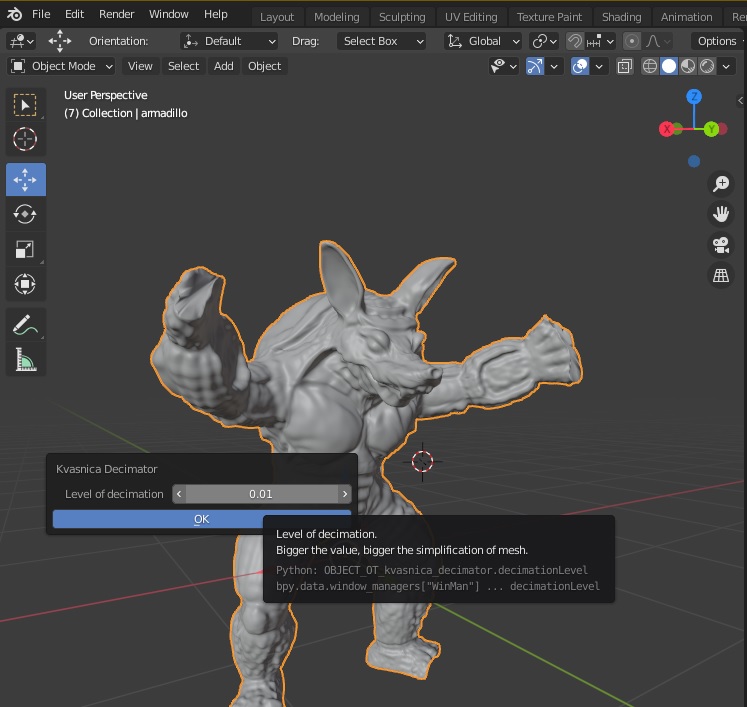 File Edit Render Window Help Layout Modeling Sculpting UV Editing Texture Paint Shading Animation
Orientation: Default Drag: Select Box Global Options
Object Mode View Select Add Object
User Perspective
(7) Collection | armadillo
Z
X Y
Kvasnica Decimator
Level of decimation 0.01
OK
Level of decimation.
Bigger the value, bigger the simplification of mesh.
Python: OBJECT_OT_kvasnica_decimator.decimationLevel
bpy.data.window_managers["WinMan"] ... decimationLevel